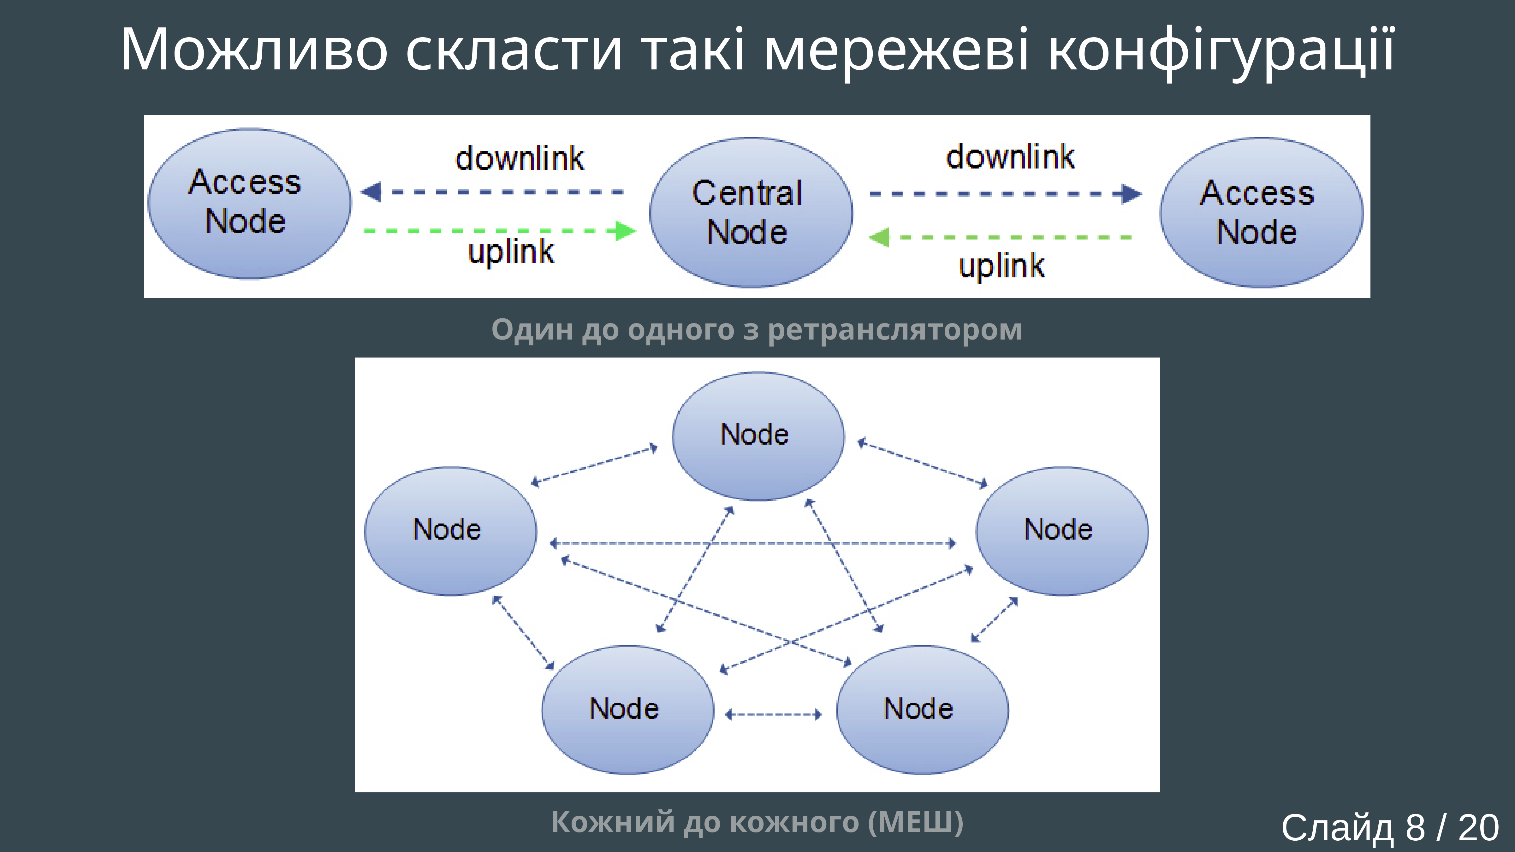 Можливо скласти такі мережеві конфігурації
downlink
downlink
Access
Node
Central
Node
Access
Node
uplink
uplink
Один до одного з ретранслятором
Node
Node
Node
Node
Node
Кожний до кожного (МЕШ)
Слайд 8 / 20